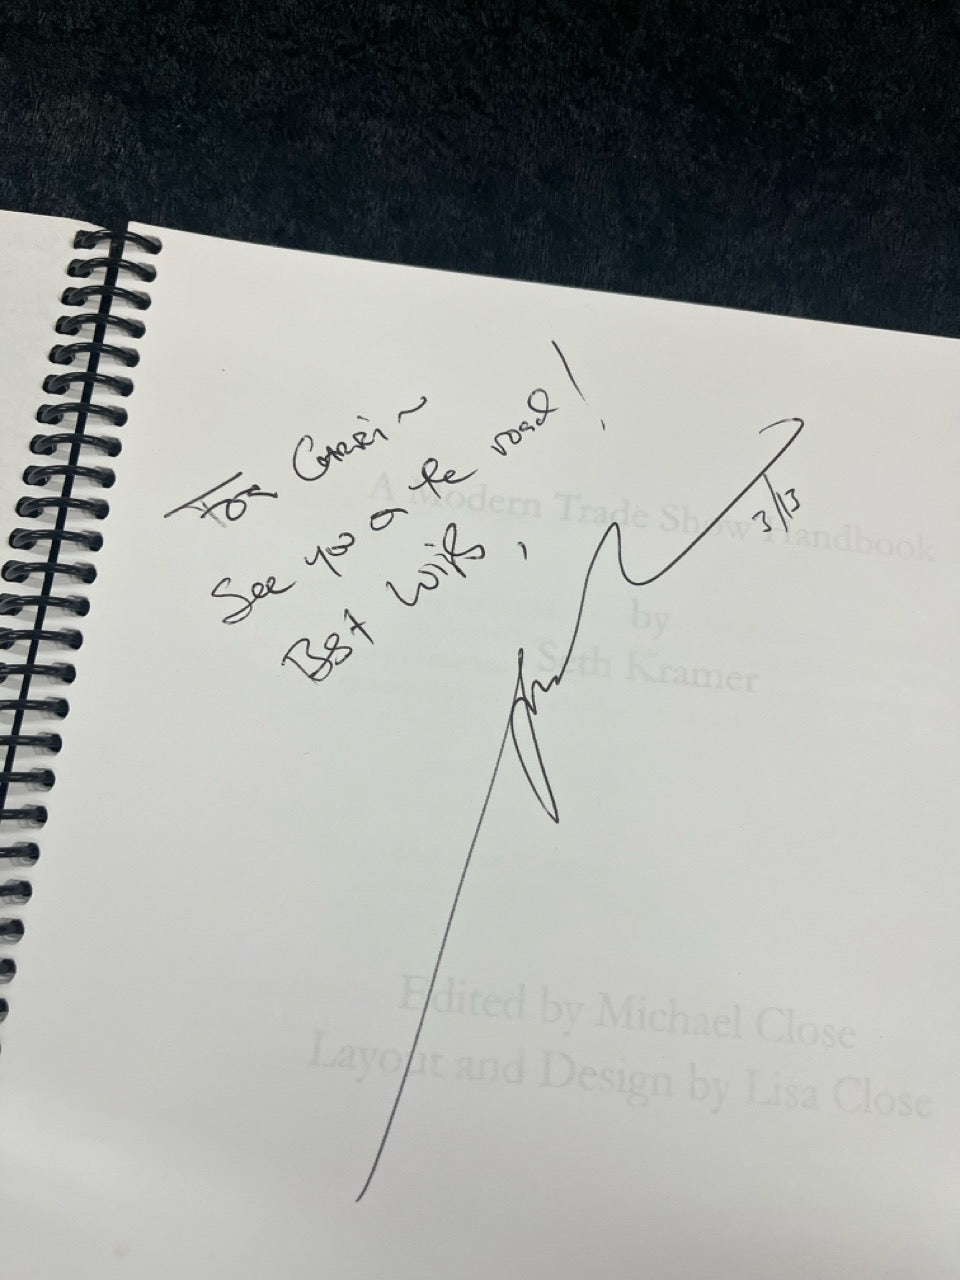 For Garri ~
See you on the road!
Best Wishes,
3/13
A Modern Trade Show Handbook
by
Seth Kramer
Edited by Michael Close
Layout and Design by Lisa Close